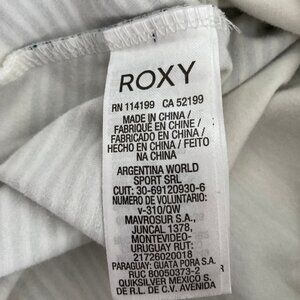 ROXY
RN 114199 CA 52199
MADE IN CHINA /
FABRIQUÉ EN CHINE /
FABRICADO EN CHINA /
HECHO EN CHINA / FEITO
NA CHINA
ARGENTINA WORLD
SPORT SRL
CUIT: 30-69120930-6
NUMERO DE VOLUNTARIO:
v-310/QW
MAVROSUR S.A.,
JUNCAL 1378,
MONTEVIDEO-
URUGUAY RUT:
21726020018
PARAGUAY: GUATA PORA S.A.
RUC 80050373-2
QUIKSILVER MEXICO S,
DE R.L. DE C.V. AVENIDA